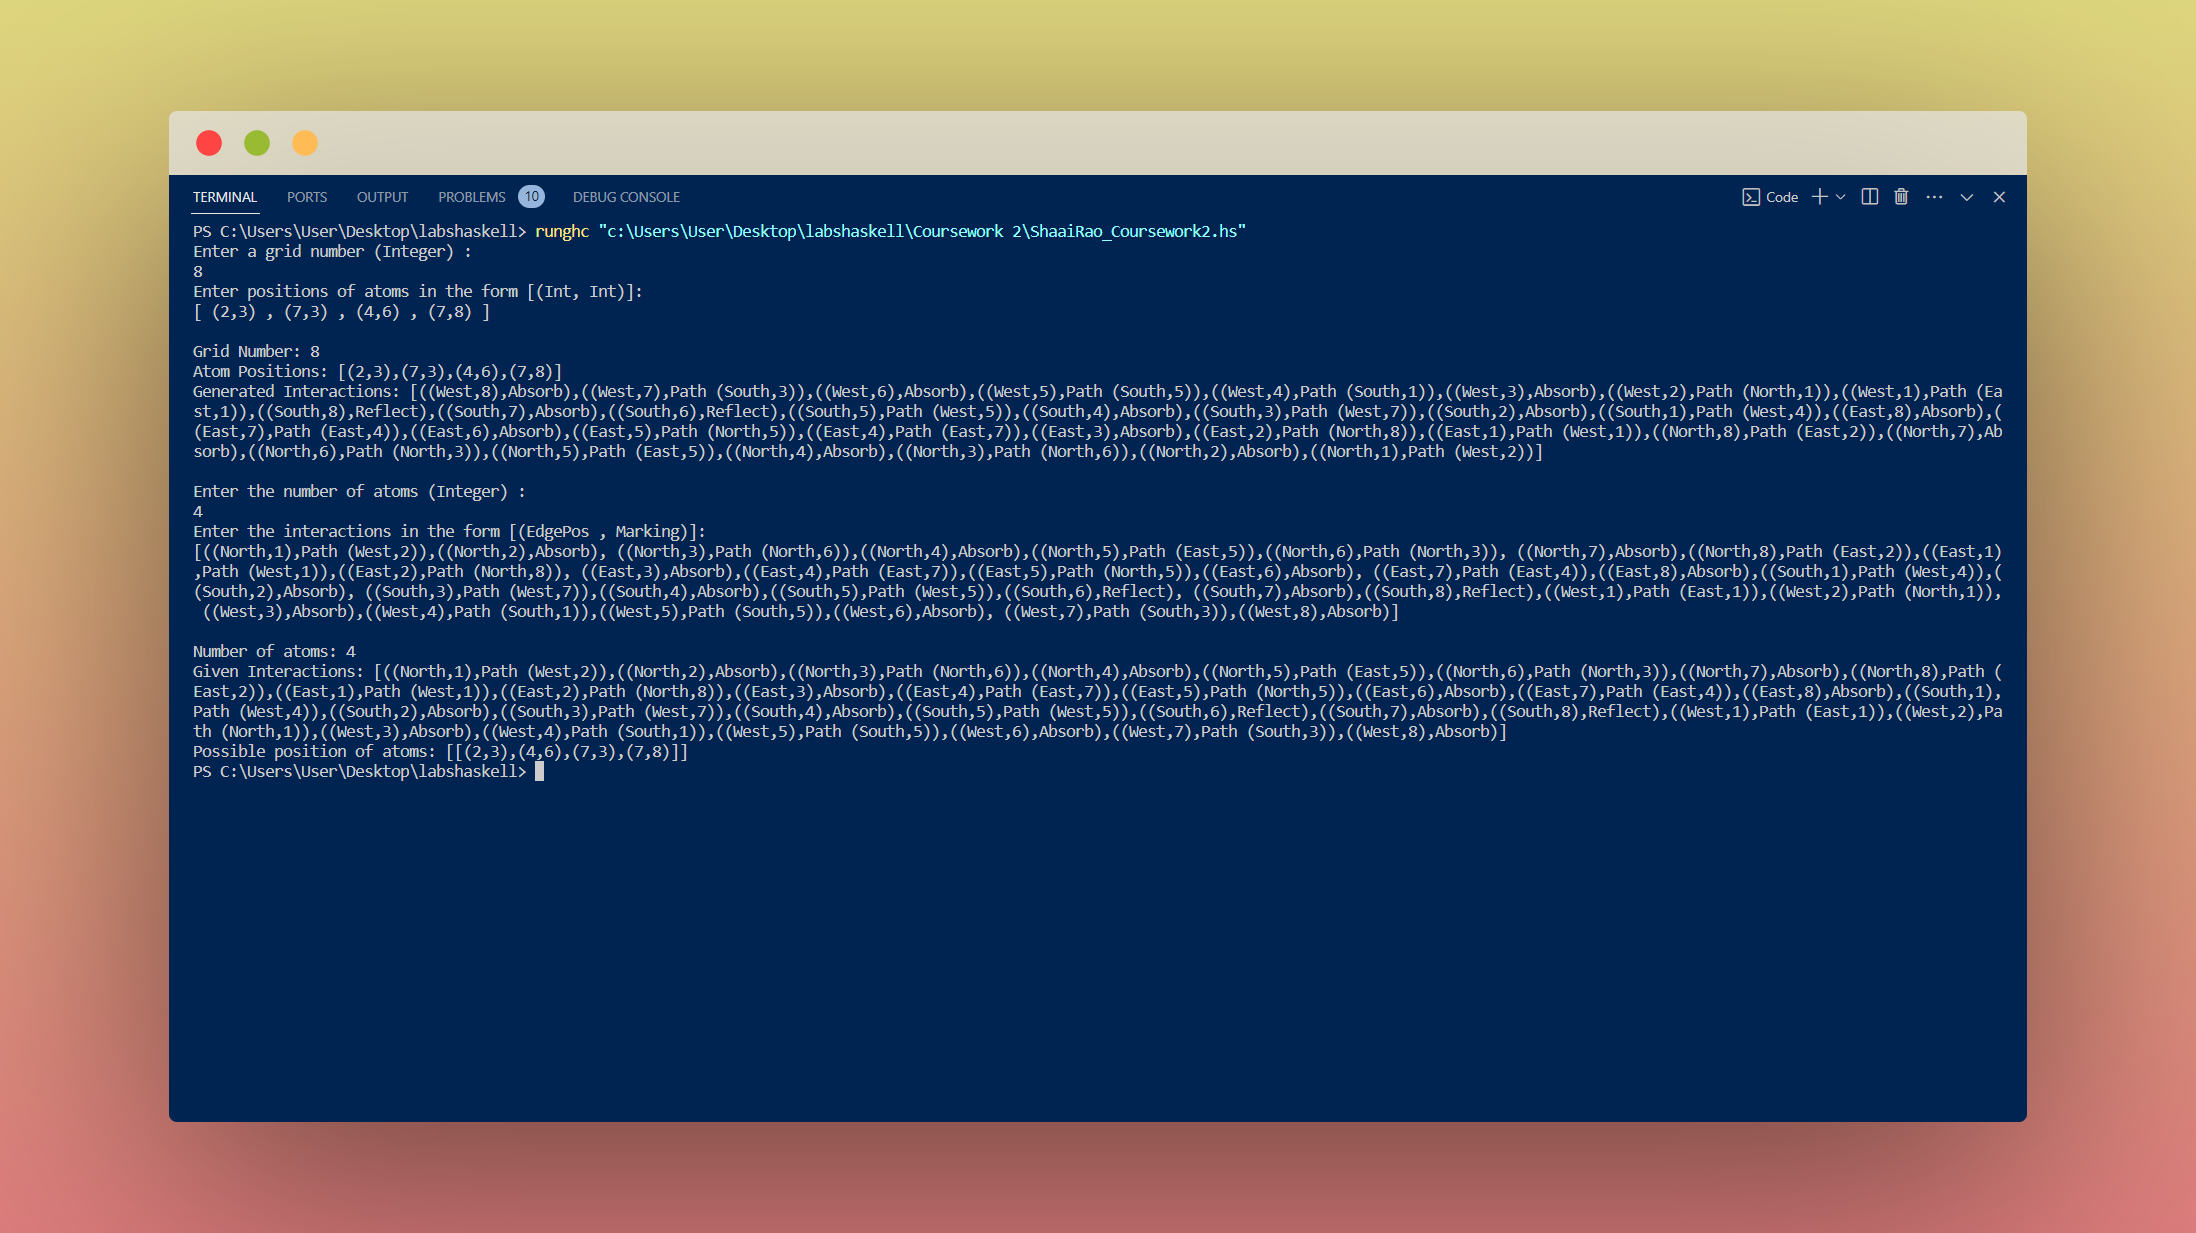 TERMINAL PORTS OUTPUT PROBLEMS 10 DEBUG CONSOLE Code
PS C:\Users\User\Desktop\labshaskell> runghc "c:\Users\User\Desktop\labshaskell\Coursework 2\ShaaiRao_Coursework2.hs"
Enter a grid number (Integer) :
8
Enter positions of atoms in the form [(Int, Int)]:
[ (2,3) , (7,3) , (4,6) , (7,8) ]
Grid Number: 8
Atom Positions: [(2,3),(7,3),(4,6),(7,8)]
Generated Interactions: [((West,8),Absorb),((West,7),Path (South,3)),((West,6),Absorb),((West,5),Path (South,5)),((West,4),Path (South,1)),((West,3),Absorb),((West,2),Path (North,1)),((West,1),Path (Ea
st,1)),((South,8),Reflect),((South,7),Absorb),((South,6),Reflect),((South,5),Path (West,5)),((South,4),Absorb),((South,3),Path (West,7)),((South,2),Absorb),((South,1),Path (West,4)),((East,8),Absorb),(
(East,7),Path (East,4)),((East,6),Absorb),((East,5),Path (North,5)),((East,4),Path (East,7)),((East,3),Absorb),((East,2),Path (North,8)),((East,1),Path (West,1)),((North,8),Path (East,2)),((North,7),Ab
sorb),((North,6),Path (North,3)),((North,5),Path (East,5)),((North,4),Absorb),((North,3),Path (North,6)),((North,2),Absorb),((North,1),Path (West,2))]
Enter the number of atoms (Integer) :
4
Enter the interactions in the form [(EdgePos , Marking)]:
[((North,1),Path (West,2)),((North,2),Absorb), ((North,3),Path (North,6)),((North,4),Absorb),((North,5),Path (East,5)),((North,6),Path (North,3)), ((North,7),Absorb),((North,8),Path (East,2)),((East,1)
,Path (West,1)),((East,2),Path (North,8)), ((East,3),Absorb),((East,4),Path (East,7)),((East,5),Path (North,5)),((East,6),Absorb), ((East,7),Path (East,4)),((East,8),Absorb),((South,1),Path (West,4)),(
(South,2),Absorb), ((South,3),Path (West,7)),((South,4),Absorb),((South,5),Path (West,5)),((South,6),Reflect), ((South,7),Absorb),((South,8),Reflect),((West,1),Path (East,1)),((West,2),Path (North,1)),
((West,3),Absorb),((West,4),Path (South,1)),((West,5),Path (South,5)),((West,6),Absorb), ((West,7),Path (South,3)),((West,8),Absorb)]
Number of atoms: 4
Given Interactions: [((North,1),Path (West,2)),((North,2),Absorb),((North,3),Path (North,6)),((North,4),Absorb),((North,5),Path (East,5)),((North,6),Path (North,3)),((North,7),Absorb),((North,8),Path (
East,2)),((East,1),Path (West,1)),((East,2),Path (North,8)),((East,3),Absorb),((East,4),Path (East,7)),((East,5),Path (North,5)),((East,6),Absorb),((East,7),Path (East,4)),((East,8),Absorb),((South,1),
Path (West,4)),((South,2),Absorb),((South,3),Path (West,7)),((South,4),Absorb),((South,5),Path (West,5)),((South,6),Reflect),((South,7),Absorb),((South,8),Reflect),((West,1),Path (East,1)),((West,2),Pa
th (North,1)),((West,3),Absorb),((West,4),Path (South,1)),((West,5),Path (South,5)),((West,6),Absorb),((West,7),Path (South,3)),((West,8),Absorb)]
Possible position of atoms: [[(2,3),(4,6),(7,3),(7,8)]]
PS C:\Users\User\Desktop\labshaskell>